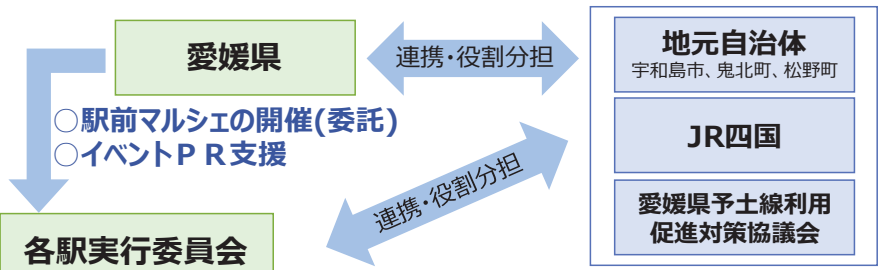 愛媛県
連携・役割分担
地元自治体
宇和島市、鬼北町、松野町
○駅前マルシェの開催(委託)
○イベントＰＲ支援
JR四国
連携・役割分担
愛媛県予土線利用
促進対策協議会
各駅実行委員会